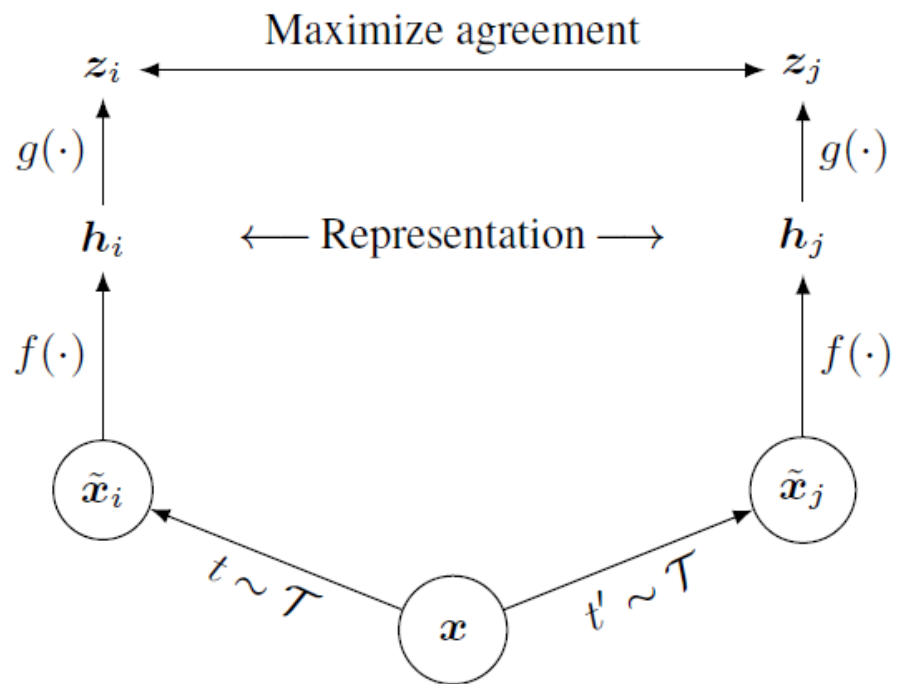 Maximize agreement
z_i z_j
g(·) g(·)
h_i ⟵ Representation ⟶ h_j
f(·) f(·)
x̃_i x̃_j
t ∼ 𝒯 t′ ∼ 𝒯
x